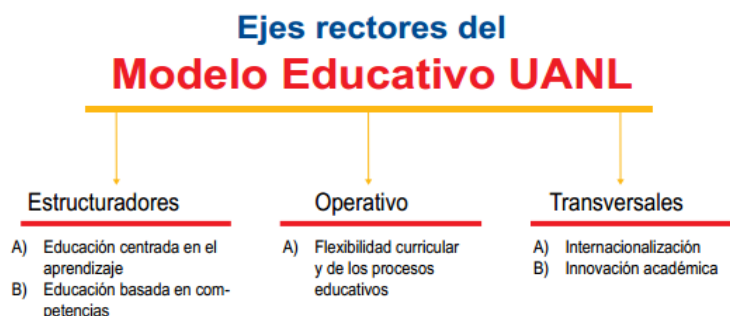 Ejes rectores del
Modelo Educativo UANL
Estructuradores
A) Educación centrada en el
aprendizaje
B) Educación basada en com-
petencias
Operativo
A) Flexibilidad curricular
y de los procesos
educativos
Transversales
A) Internacionalización
B) Innovación académica